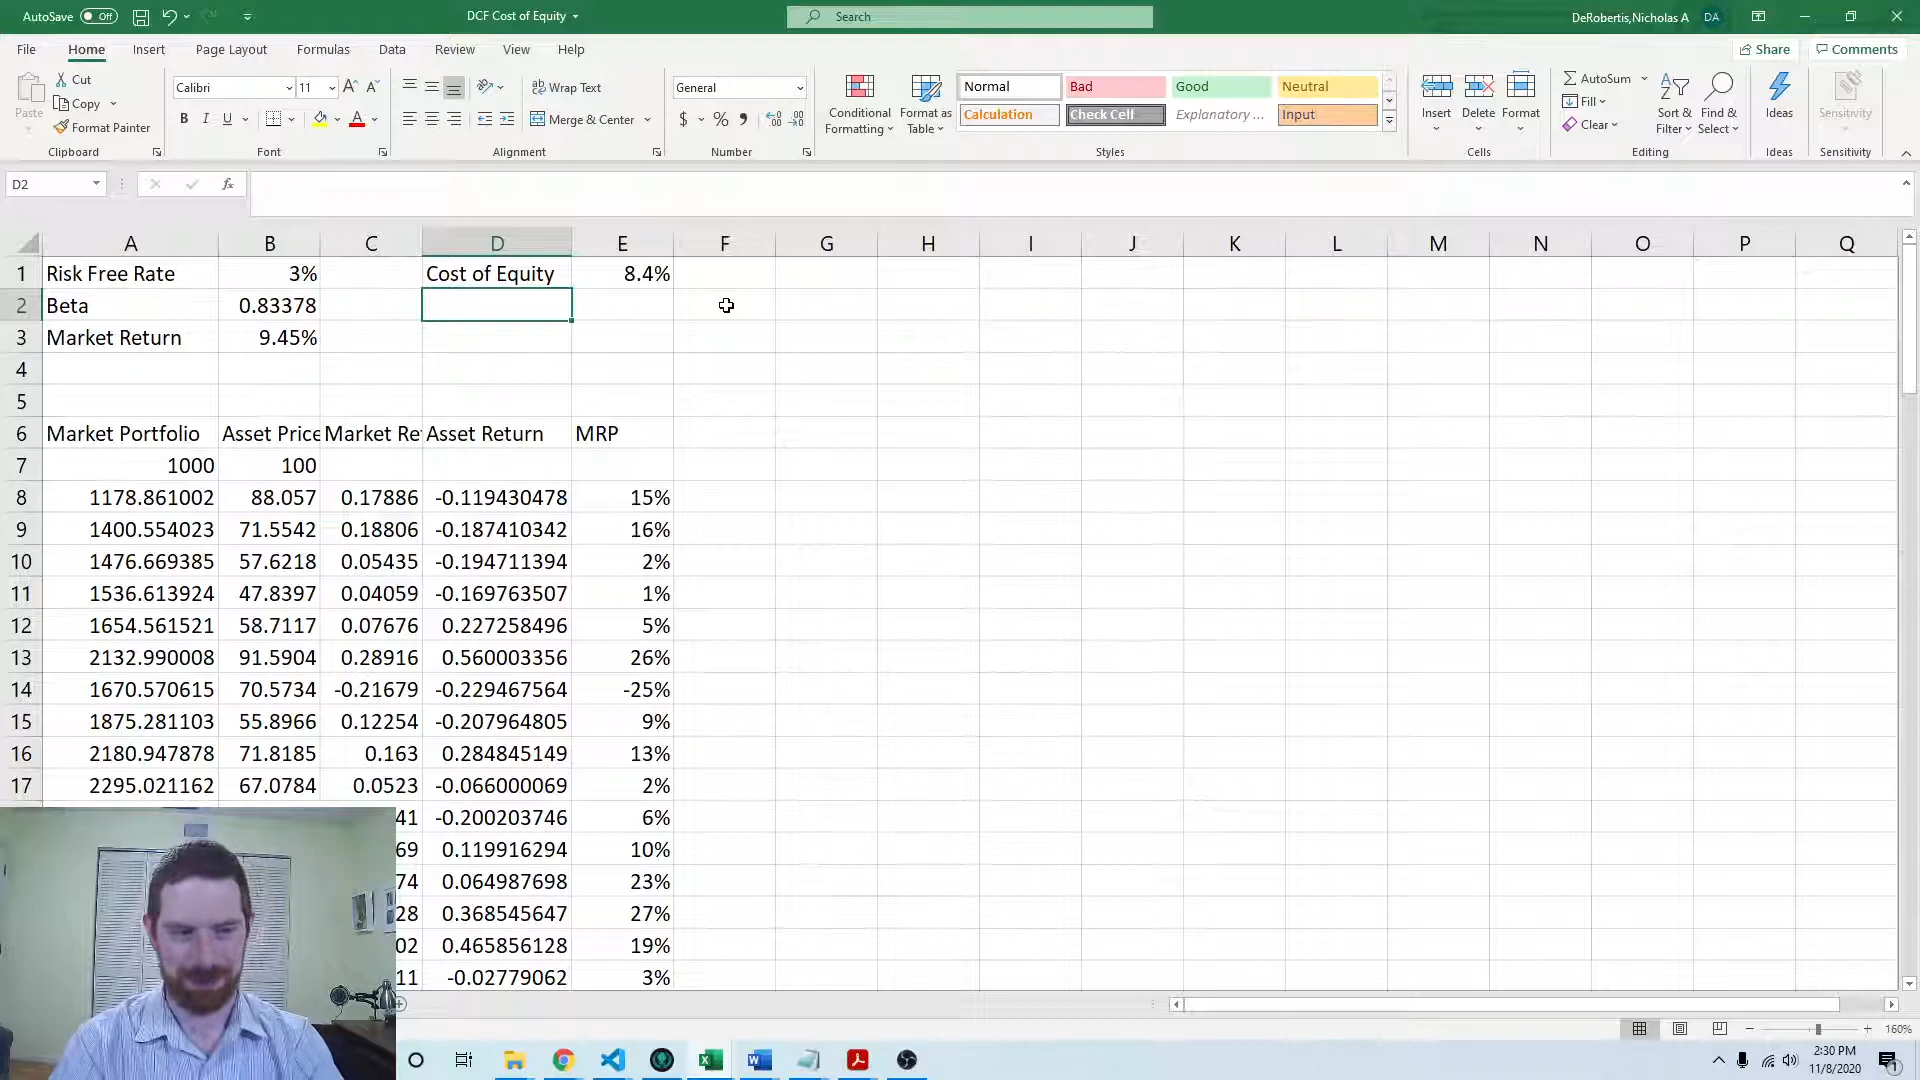 AutoSave Off
DCF Cost of Equity
Search
DeRobertis,Nicholas A DA
File Home Insert Page Layout Formulas Data Review View Help
Share Comments
Paste
Cut
Copy
Format Painter
Clipboard
Calibri 11
B I U
Font
Wrap Text
Merge & Center
Alignment
General
$ %
Number
Conditional Formatting
Format as Table
Normal Bad Good Neutral
Calculation Check Cell Explanatory ... Input
Styles
Insert Delete Format
Cells
AutoSum
Fill
Clear
Sort & Filter
Find & Select
Editing
Ideas
Ideas
Sensitivity
Sensitivity
D2 fx
A B C D E F G H I J K L M N O P Q
1 Risk Free Rate 3% Cost of Equity 8.4%
2 Beta 0.83378
3 Market Return 9.45%
4
5
6 Market Portfolio Asset Price Market Ret Asset Return MRP
7 1000 100
8 1178.861002 88.057 0.17886 -0.119430478 15%
9 1400.554023 71.5542 0.18806 -0.187410342 16%
10 1476.669385 57.6218 0.05435 -0.194711394 2%
11 1536.613924 47.8397 0.04059 -0.169763507 1%
12 1654.561521 58.7117 0.07676 0.227258496 5%
13 2132.990008 91.5904 0.28916 0.560003356 26%
14 1670.570615 70.5734 -0.21679 -0.229467564 -25%
15 1875.281103 55.8966 0.12254 -0.207964805 9%
16 2180.947878 71.8185 0.163 0.284845149 13%
17 2295.021162 67.0784 0.0523 -0.066000069 2%
41 -0.200203746 6%
69 0.119916294 10%
74 0.064987698 23%
28 0.368545647 27%
02 0.465856128 19%
11 -0.02779062 3%
160%
2:30 PM
11/8/2020
1